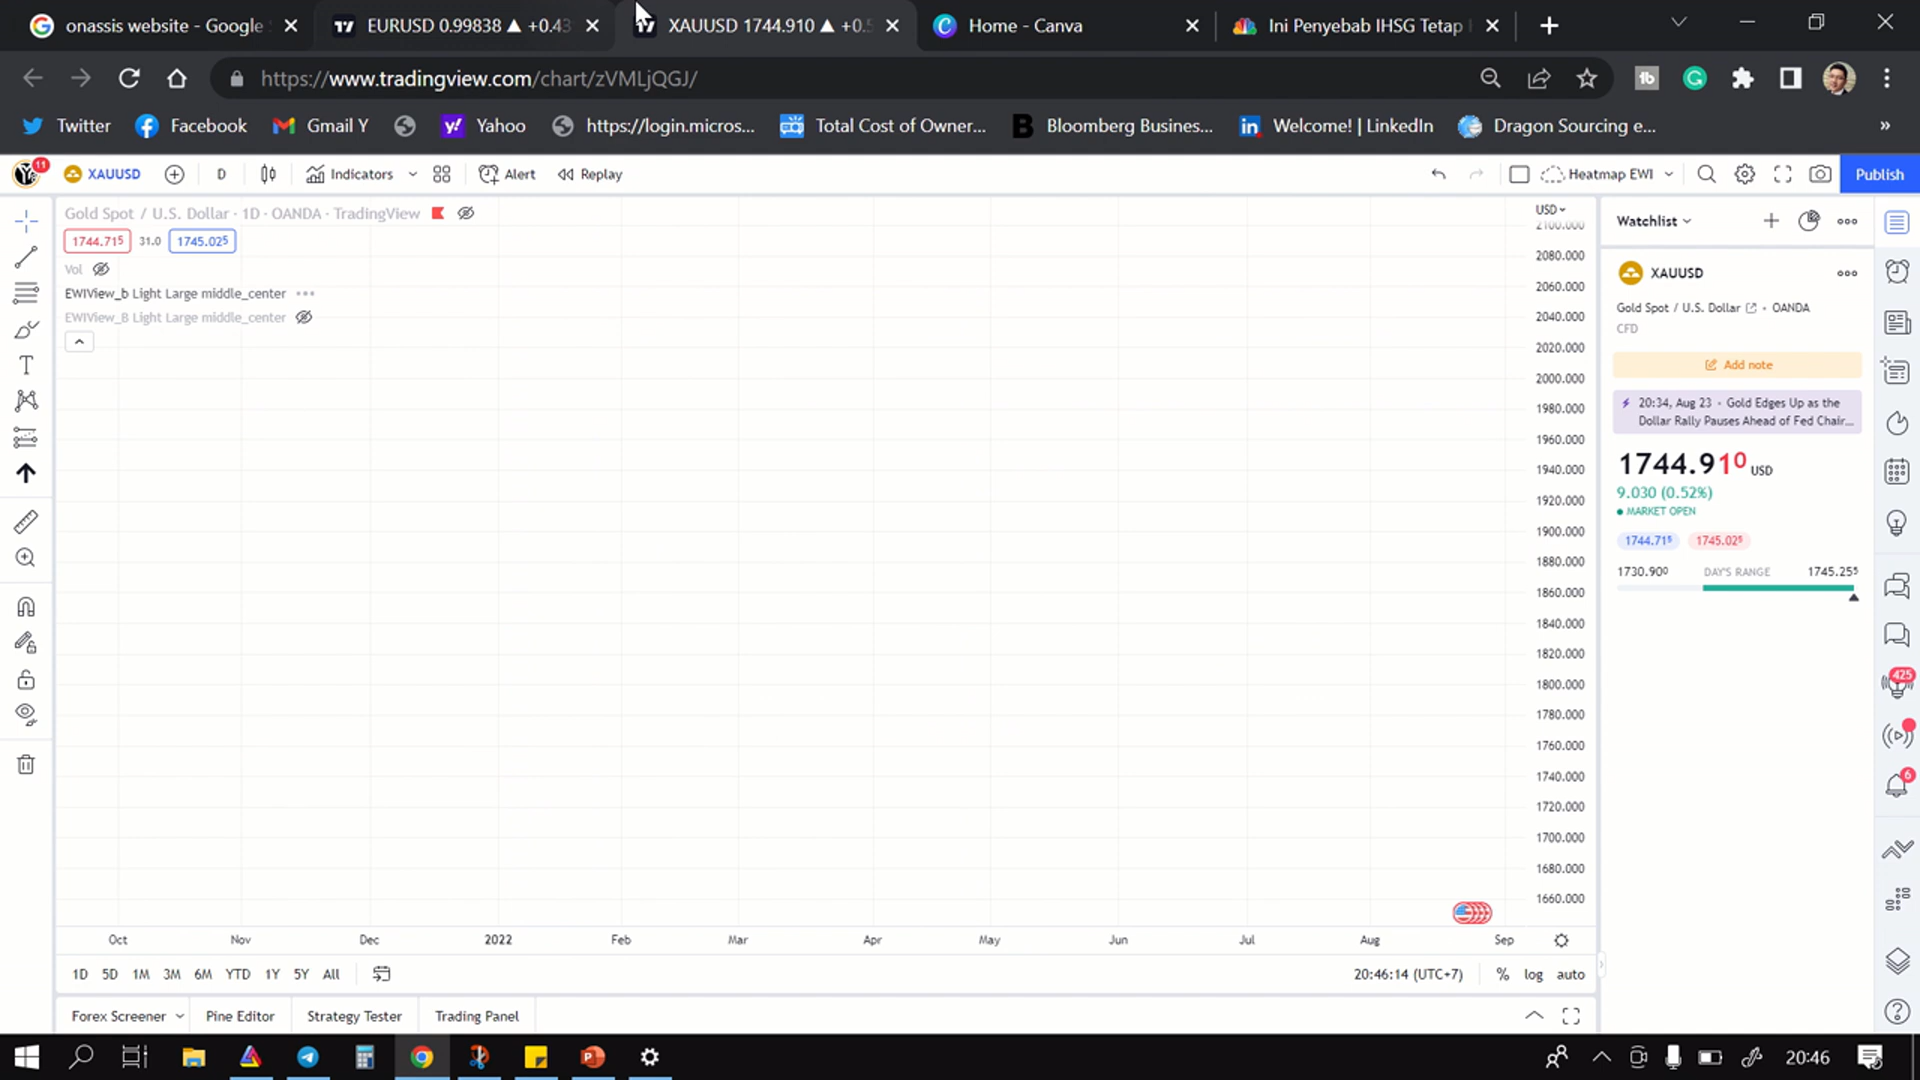 onassis website - Google
EURUSD 0.99838 ▲ +0.43
XAUUSD 1744.910 ▲ +0.5
Home - Canva
Ini Penyebab IHSG Tetap
https://www.tradingview.com/chart/zVMLjQGJ/
Twitter
Facebook
Gmail Y
Yahoo
https://login.micros...
Total Cost of Owner...
Bloomberg Business...
Welcome! | LinkedIn
Dragon Sourcing e...
»
11
XAUUSD
D
Indicators
Alert
Replay
Heatmap EWI
Publish
Gold Spot / U.S. Dollar · 1D · OANDA · TradingView
1744.715 31.0 1745.025
Vol
EWIView_b Light Large middle_center
EWIView_B Light Large middle_center
USD
2100.000
2080.000
2060.000
2040.000
2020.000
2000.000
1980.000
1960.000
1940.000
1920.000
1900.000
1880.000
1860.000
1840.000
1820.000
1800.000
1780.000
1760.000
1740.000
1720.000
1700.000
1680.000
1660.000
Oct Nov Dec 2022 Feb Mar Apr May Jun Jul Aug Sep
1D 5D 1M 3M 6M YTD 1Y 5Y All
20:46:14 (UTC+7) % log auto
Forex Screener Pine Editor Strategy Tester Trading Panel
Watchlist
XAUUSD
Gold Spot / U.S. Dollar • OANDA
CFD
Add note
20:34, Aug 23 • Gold Edges Up as the
Dollar Rally Pauses Ahead of Fed Chair...
1744.910 USD
9.030 (0.52%)
MARKET OPEN
1744.715 1745.025
1730.900 DAY'S RANGE 1745.255
425
6
20:46